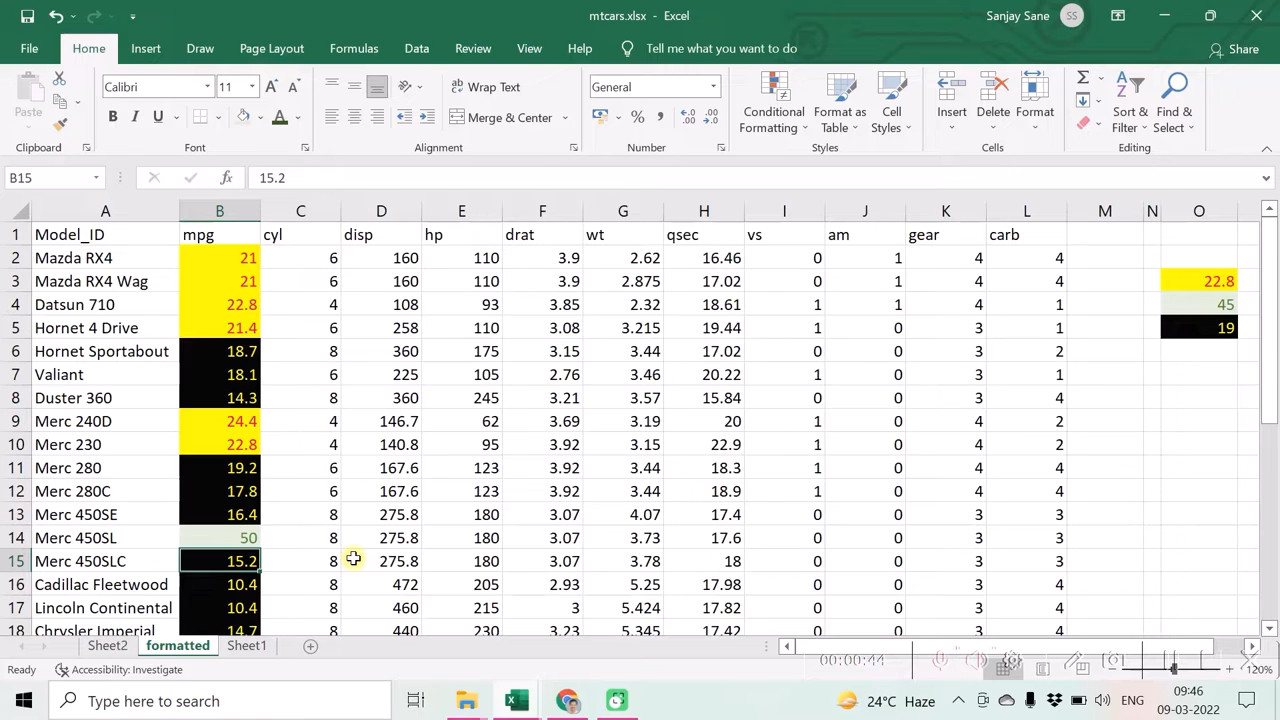 mtcars.xlsx - Excel
Sanjay Sane SS
File Home Insert Draw Page Layout Formulas Data Review View Help Tell me what you want to do Share
Paste
Calibri 11
B I U
Wrap Text
Merge & Center
General
% ,
Conditional Formatting
Format as Table
Cell Styles
Insert Delete Format
Sort & Filter
Find & Select
Clipboard Font Alignment Number Styles Cells Editing
B15 fx 15.2
A B C D E F G H I J K L M N O
1 Model_ID mpg cyl disp hp drat wt qsec vs am gear carb
2 Mazda RX4 21 6 160 110 3.9 2.62 16.46 0 1 4 4
3 Mazda RX4 Wag 21 6 160 110 3.9 2.875 17.02 0 1 4 4 22.8
4 Datsun 710 22.8 4 108 93 3.85 2.32 18.61 1 1 4 1 45
5 Hornet 4 Drive 21.4 6 258 110 3.08 3.215 19.44 1 0 3 1 19
6 Hornet Sportabout 18.7 8 360 175 3.15 3.44 17.02 0 0 3 2
7 Valiant 18.1 6 225 105 2.76 3.46 20.22 1 0 3 1
8 Duster 360 14.3 8 360 245 3.21 3.57 15.84 0 0 3 4
9 Merc 240D 24.4 4 146.7 62 3.69 3.19 20 1 0 4 2
10 Merc 230 22.8 4 140.8 95 3.92 3.15 22.9 1 0 4 2
11 Merc 280 19.2 6 167.6 123 3.92 3.44 18.3 1 0 4 4
12 Merc 280C 17.8 6 167.6 123 3.92 3.44 18.9 1 0 4 4
13 Merc 450SE 16.4 8 275.8 180 3.07 4.07 17.4 0 0 3 3
14 Merc 450SL 50 8 275.8 180 3.07 3.73 17.6 0 0 3 3
15 Merc 450SLC 15.2 8 275.8 180 3.07 3.78 18 0 0 3 3
16 Cadillac Fleetwood 10.4 8 472 205 2.93 5.25 17.98 0 0 3 4
17 Lincoln Continental 10.4 8 460 215 3 5.424 17.82 0 0 3 4
18 Chrysler Imperial 14.7 8 440 230 3.23 5.345 17.42 0 0 3 4
Sheet2 formatted Sheet1
Ready Accessibility: Investigate 00:00:44 120%
Type here to search 24°C Haze ENG 09:46
09-03-2022